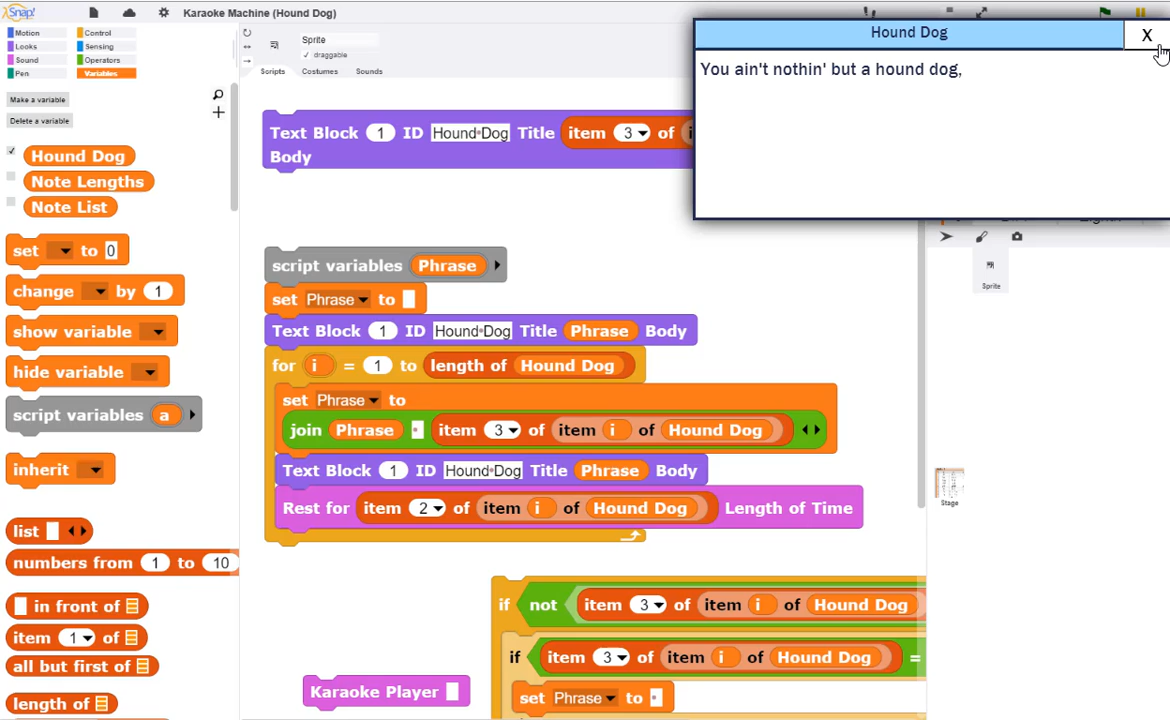 Snap!
Karaoke Machine (Hound Dog)
Motion
Control
Looks
Sensing
Sound
Operators
Pen
Variables
Make a variable
Delete a variable
Hound Dog
Note Lengths
Note List
set to 0
change by 1
show variable
hide variable
script variables a
inherit
list
numbers from 1 to 10
in front of
item 1 of
all but first of
length of
Sprite
draggable
Scripts
Costumes
Sounds
Text Block 1 ID Hound Dog Title item 3 of
Body
script variables Phrase
set Phrase to
Text Block 1 ID Hound Dog Title Phrase Body
for i = 1 to length of Hound Dog
set Phrase to
join Phrase item 3 of item i of Hound Dog
Text Block 1 ID Hound Dog Title Phrase Body
Rest for item 2 of item i of Hound Dog Length of Time
if not item 3 of item i of Hound Dog
if item 3 of item i of Hound Dog =
Karaoke Player
set Phrase to
Hound Dog
X
You ain't nothin' but a hound dog,
Sprite
Stage